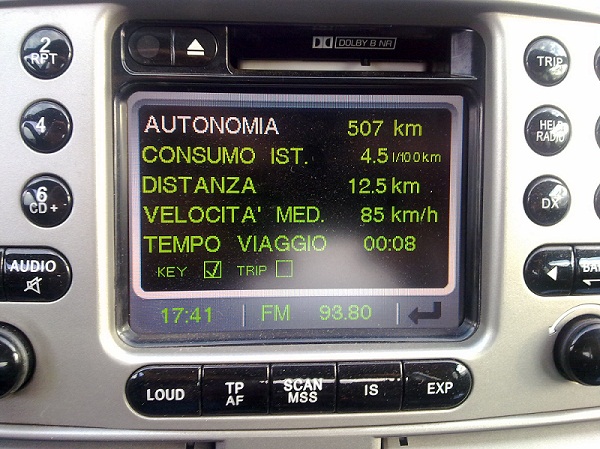 2
RPT
DOLBY B NR
TRIP
AUTONOMIA 507 km
4
CONSUMO IST. 4.5 l/100km
HELP
RADIO
DISTANZA 12.5 km
6
CD+
DX
VELOCITA' MED. 85 km/h
TEMPO VIAGGIO 00:08
AUDIO
KEY TRIP
17:41 FM 93.80
LOUD
TP
AF
SCAN
MSS
IS
EXP